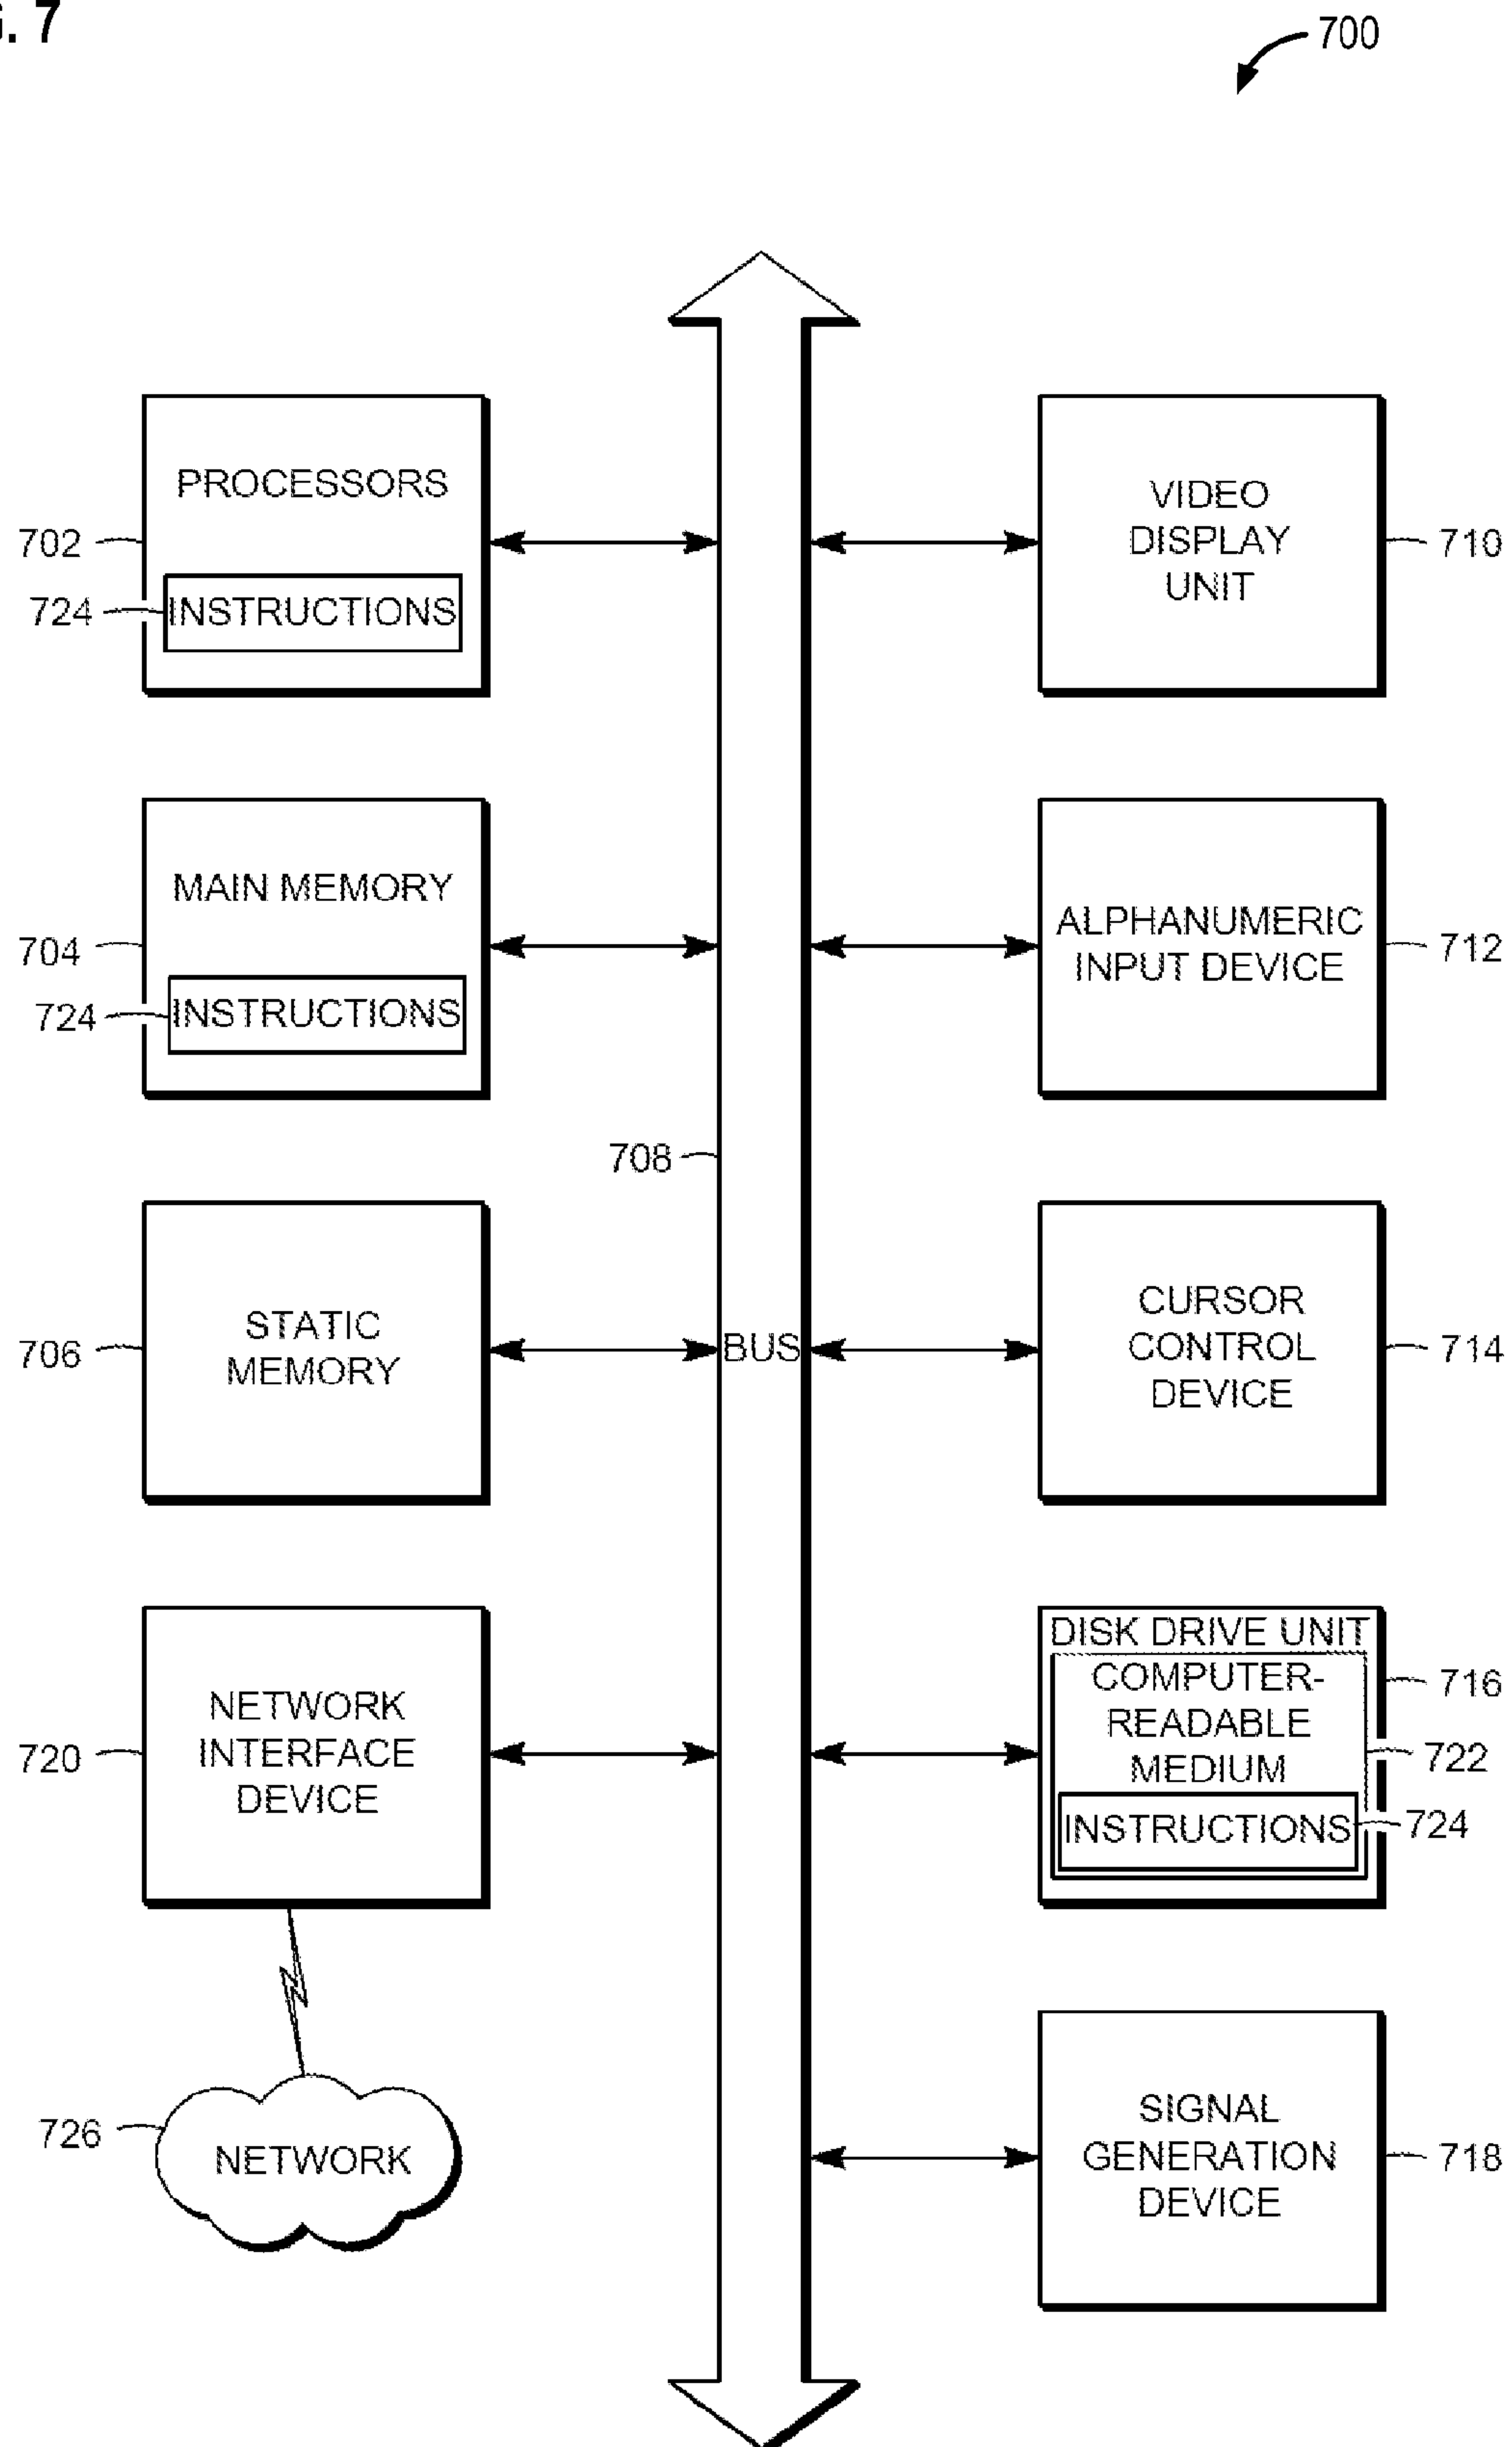 G. 7
700
PROCESSORS
702
724
INSTRUCTIONS
MAIN MEMORY
704
724
INSTRUCTIONS
708
STATIC
MEMORY
706
BUS
NETWORK
INTERFACE
DEVICE
720
726
NETWORK
VIDEO
DISPLAY
UNIT
710
ALPHANUMERIC
INPUT DEVICE
712
CURSOR
CONTROL
DEVICE
714
DISK DRIVE UNIT
716
COMPUTER-
READABLE
MEDIUM
722
INSTRUCTIONS
724
SIGNAL
GENERATION
DEVICE
718